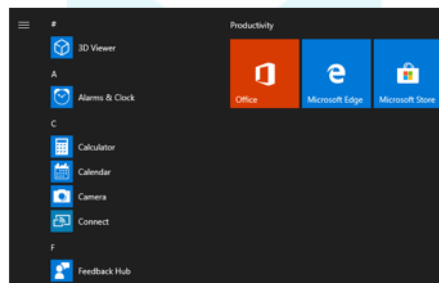 #
3D Viewer
A
Alarms & Clock
C
Calculator
Calendar
Camera
Connect
F
Feedback Hub
Productivity
Office
Microsoft Edge
Microsoft Store